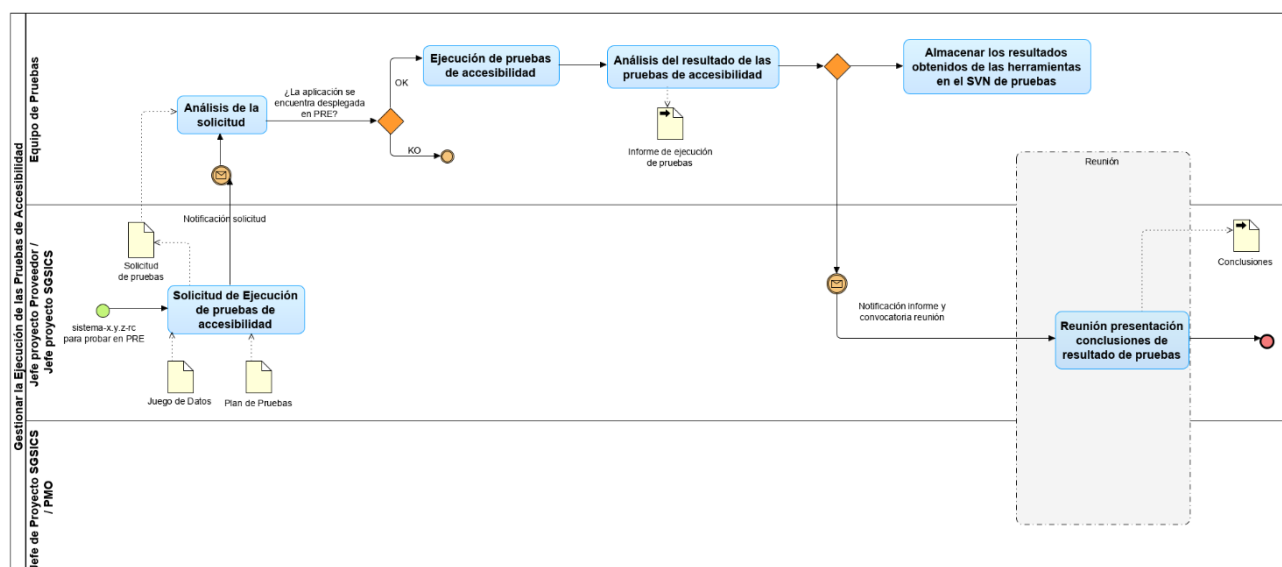 Gestionar la Ejecución de las Pruebas de Accesibilidad
Equipo de Pruebas
Análisis de la
solicitud
¿La aplicación se
encuentra desplegada
en PRE?
OK
KO
Ejecución de pruebas
de accesibilidad
Análisis del resultado de las
pruebas de accesibilidad
Informe de ejecución
de pruebas
Almacenar los resultados
obtenidos de las herramientas
en el SVN de pruebas
Reunión
Jefe proyecto Proveedor /
Jefe proyecto SGSICS
Notificación solicitud
Solicitud
de pruebas
Solicitud de Ejecución
de pruebas de
accesibilidad
sistema-x.y.z-rc
para probar en PRE
Juego de Datos
Plan de Pruebas
Notificación informe y
convocatoria reunión
Reunión presentación
conclusiones de
resultado de pruebas
Conclusiones
Jefe de Proyecto SGSICS
/ PMO